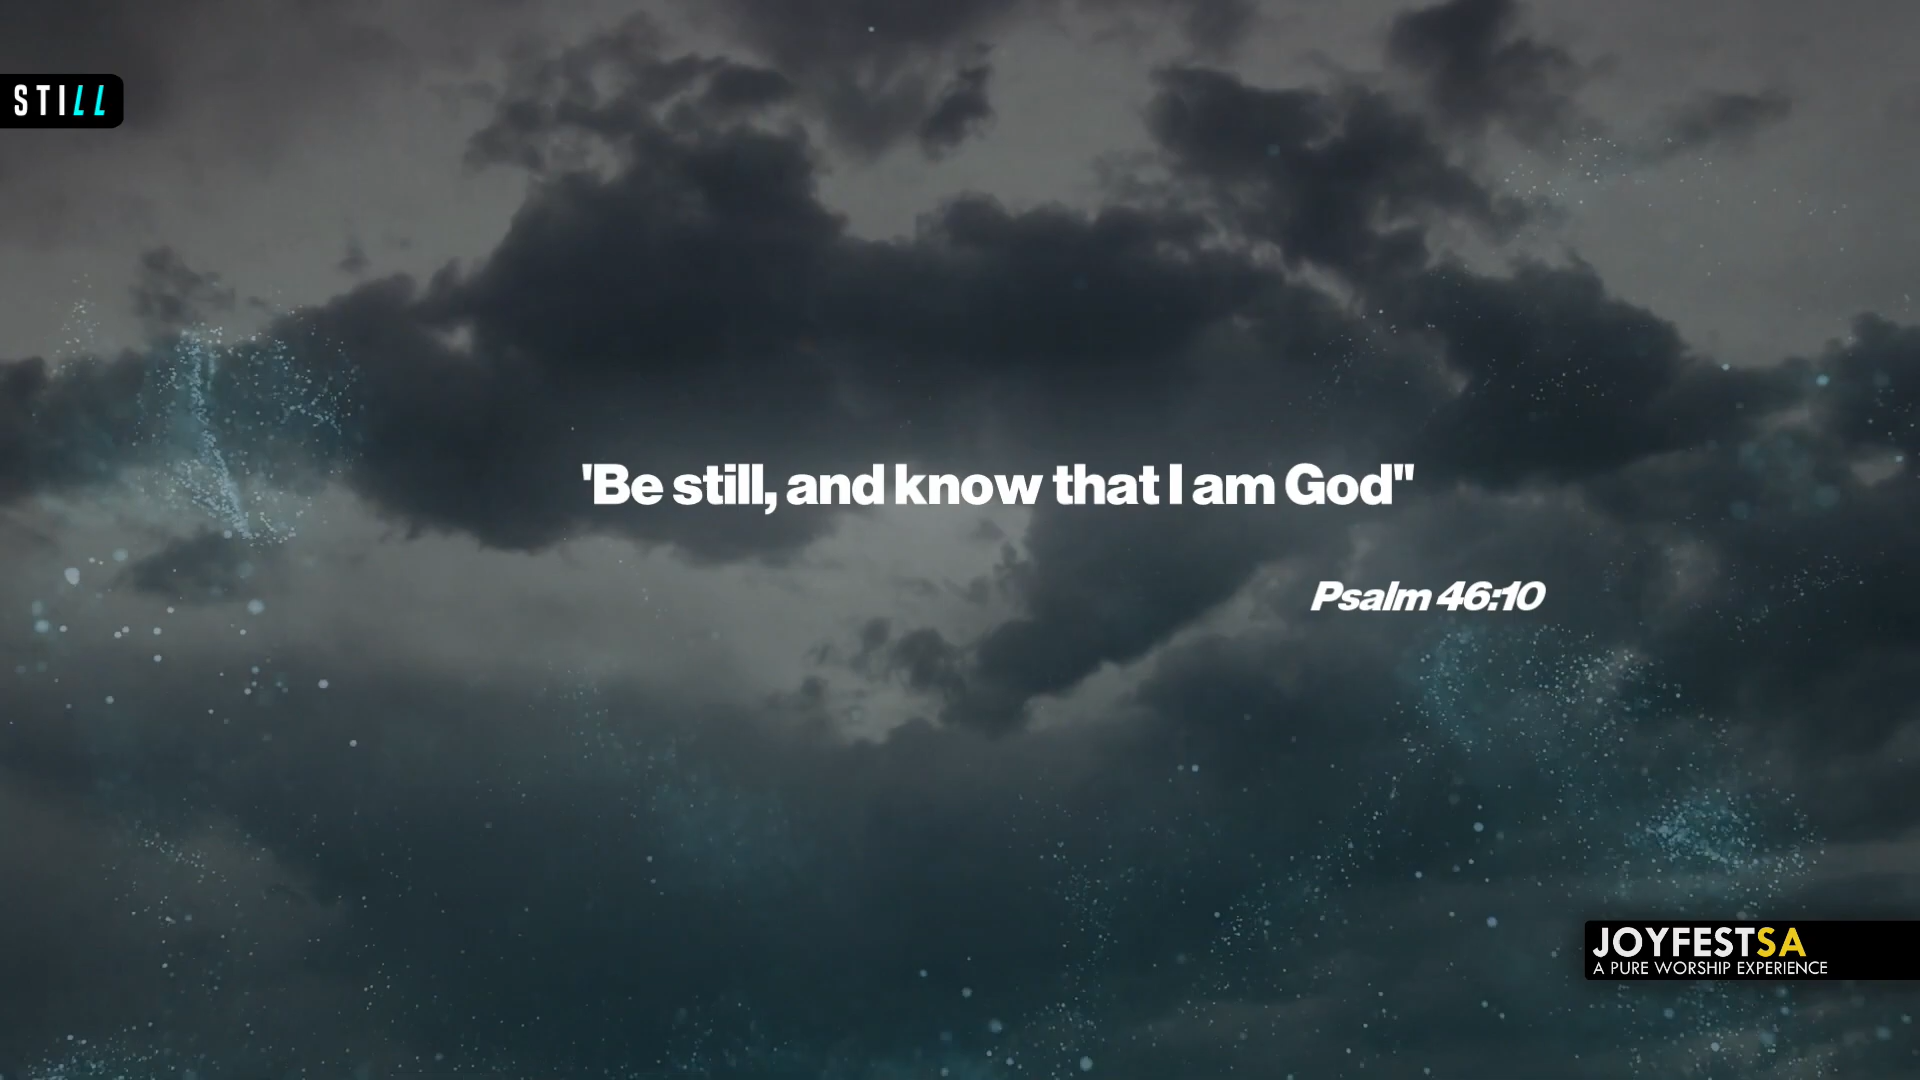 STILL
'Be still, and know that I am God"
Psalm 46:10
JOYFESTSA
A PURE WORSHIP EXPERIENCE